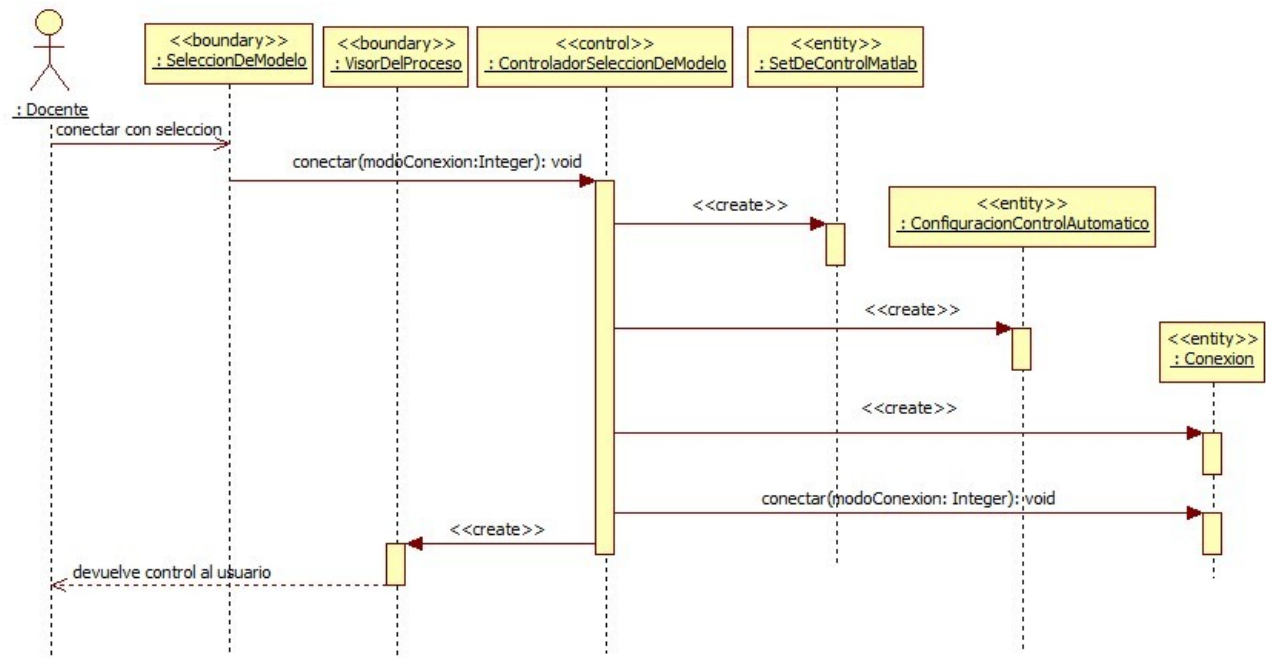 <<boundary>>
: SeleccionDeModelo
<<boundary>>
: VisorDelProceso
<<control>>
: ControladorSeleccionDeModelo
<<entity>>
: SetDeControlMatlab
: Docente
conectar con seleccion
conectar(modoConexion:Integer): void
<<create>>
<<entity>>
: ConfiguracionControlAutomatico
<<create>>
<<entity>>
: Conexion
<<create>>
conectar(modoConexion: Integer): void
<<create>>
devuelve control al usuario